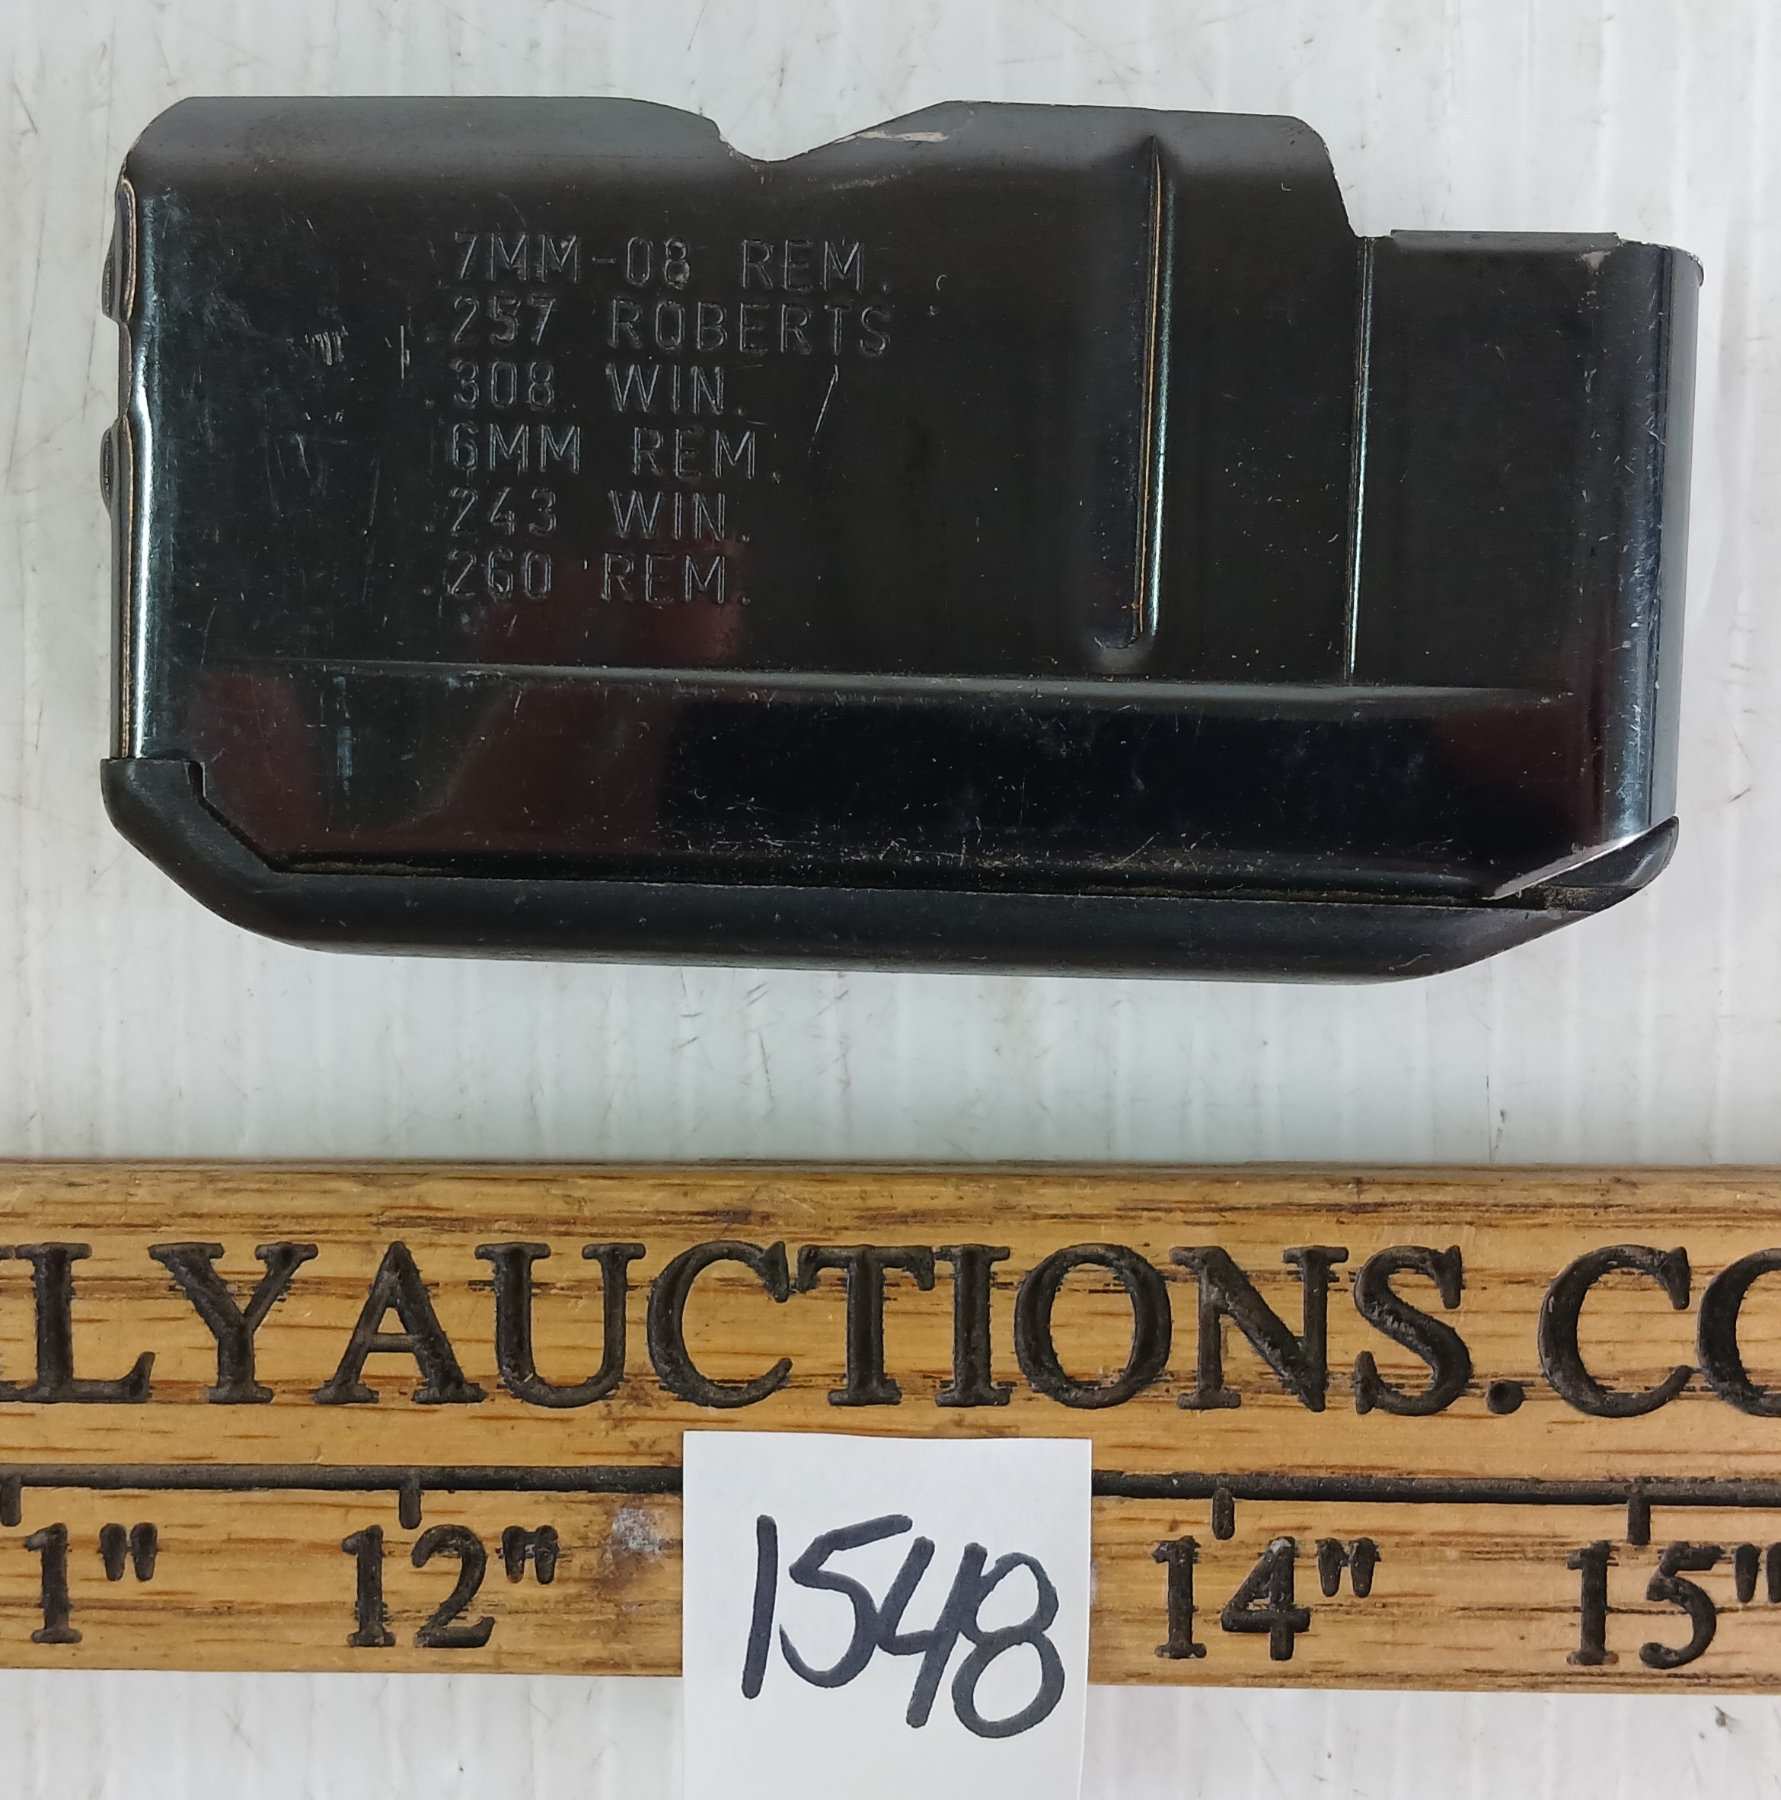 7MM-08 REM.
.257 ROBERTS
.308 WIN.
6MM REM.
.243 WIN.
.260 REM.
LYAUCTIONS.CO
1" 12" 14" 15"
1548